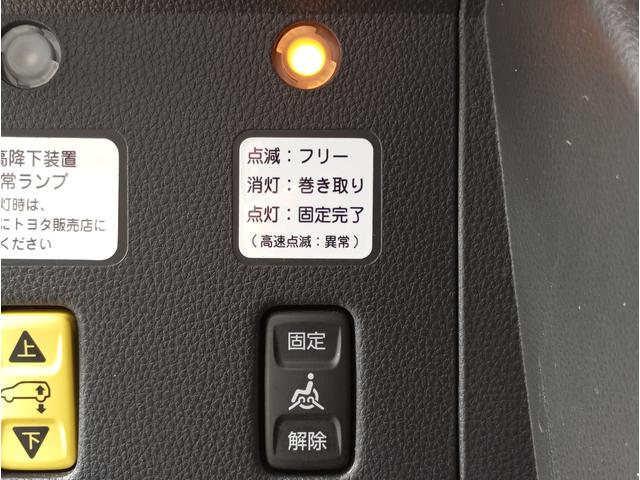 高降下装置
常ランプ
灯時は、
にトヨタ販売店に
ください
点滅：フリー
消灯：巻き取り
点灯：固定完了
（高速点滅：異常）
上
下
固定
解除